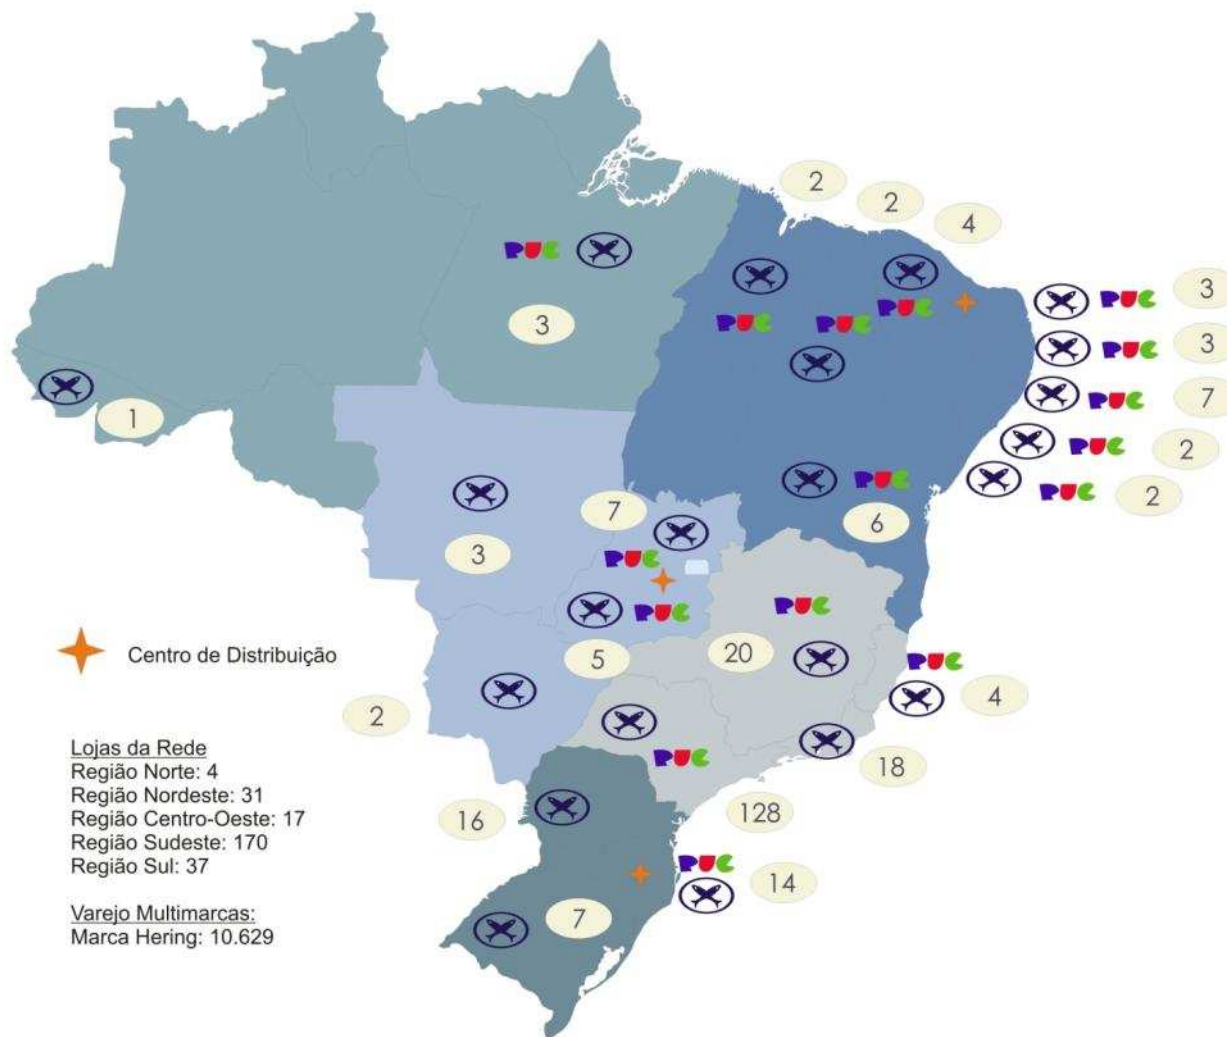 2
2
4
PUC
3
PUC
3
PUC
PUC
PUC
PUC
3
PUC
1
PUC
7
PUC
2
PUC
PUC
2
7
6
3
PUC
PUC
PUC
5
20
PUC
4
2
18
PUC
16
128
PUC
14
7
Centro de Distribuição
Lojas da Rede
Região Norte: 4
Região Nordeste: 31
Região Centro-Oeste: 17
Região Sudeste: 170
Região Sul: 37
Varejo Multimarcas:
Marca Hering: 10.629